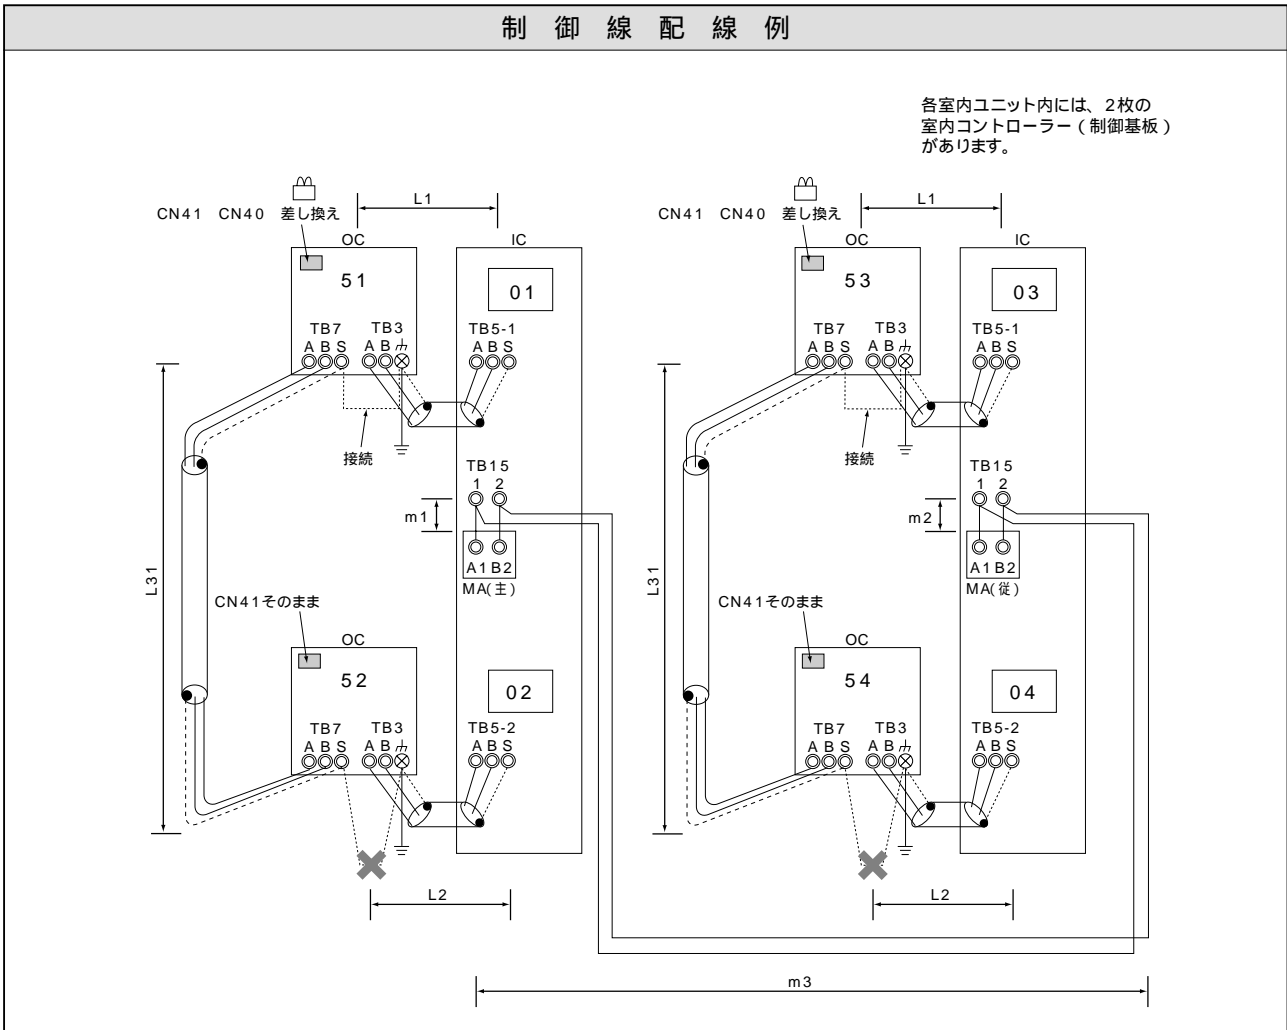 制御線配線例
各室内ユニット内には、2枚の
室内コントローラー(制御基板)
があります。
CN41 CN40 差し換え
L1
OC
IC
51
01
TB7
TB3
TB5-1
A B S
A B
A B S
接続
TB15
1 2
m1
A1 B2
MA(主)
L31
CN41そのまま
OC
52
02
TB7
TB3
TB5-2
A B S
A B
A B S
L2
CN41 CN40 差し換え
L1
OC
IC
53
03
TB7
TB3
TB5-1
A B S
A B
A B S
接続
TB15
1 2
m2
A1 B2
MA(従)
L31
CN41そのまま
OC
54
04
TB7
TB3
TB5-2
A B S
A B
A B S
L2
m3